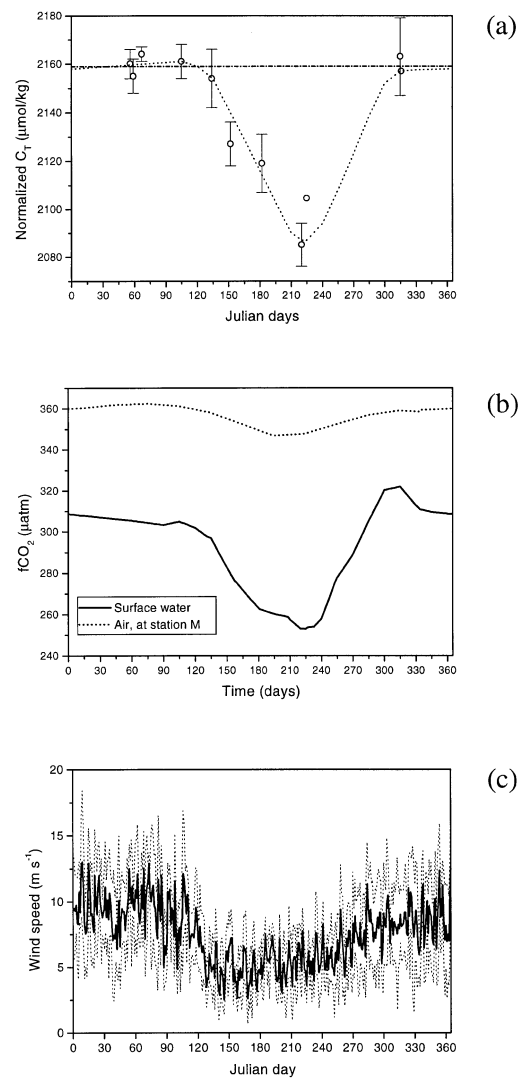 (a)
2180
2160
2140
2120
2100
2080
Normalized C_T (μmol/kg)
0 30 60 90 120 150 180 210 240 270 300 330 360
Julian days
(b)
360
340
320
300
280
260
240
fCO₂ (μatm)
Surface water
Air, at station M
0 30 60 90 120 150 180 210 240 270 300 330 360
Time (days)
(c)
20
15
10
5
0
Wind speed (m s⁻¹)
0 30 60 90 120 150 180 210 240 270 300 330 360
Julian day